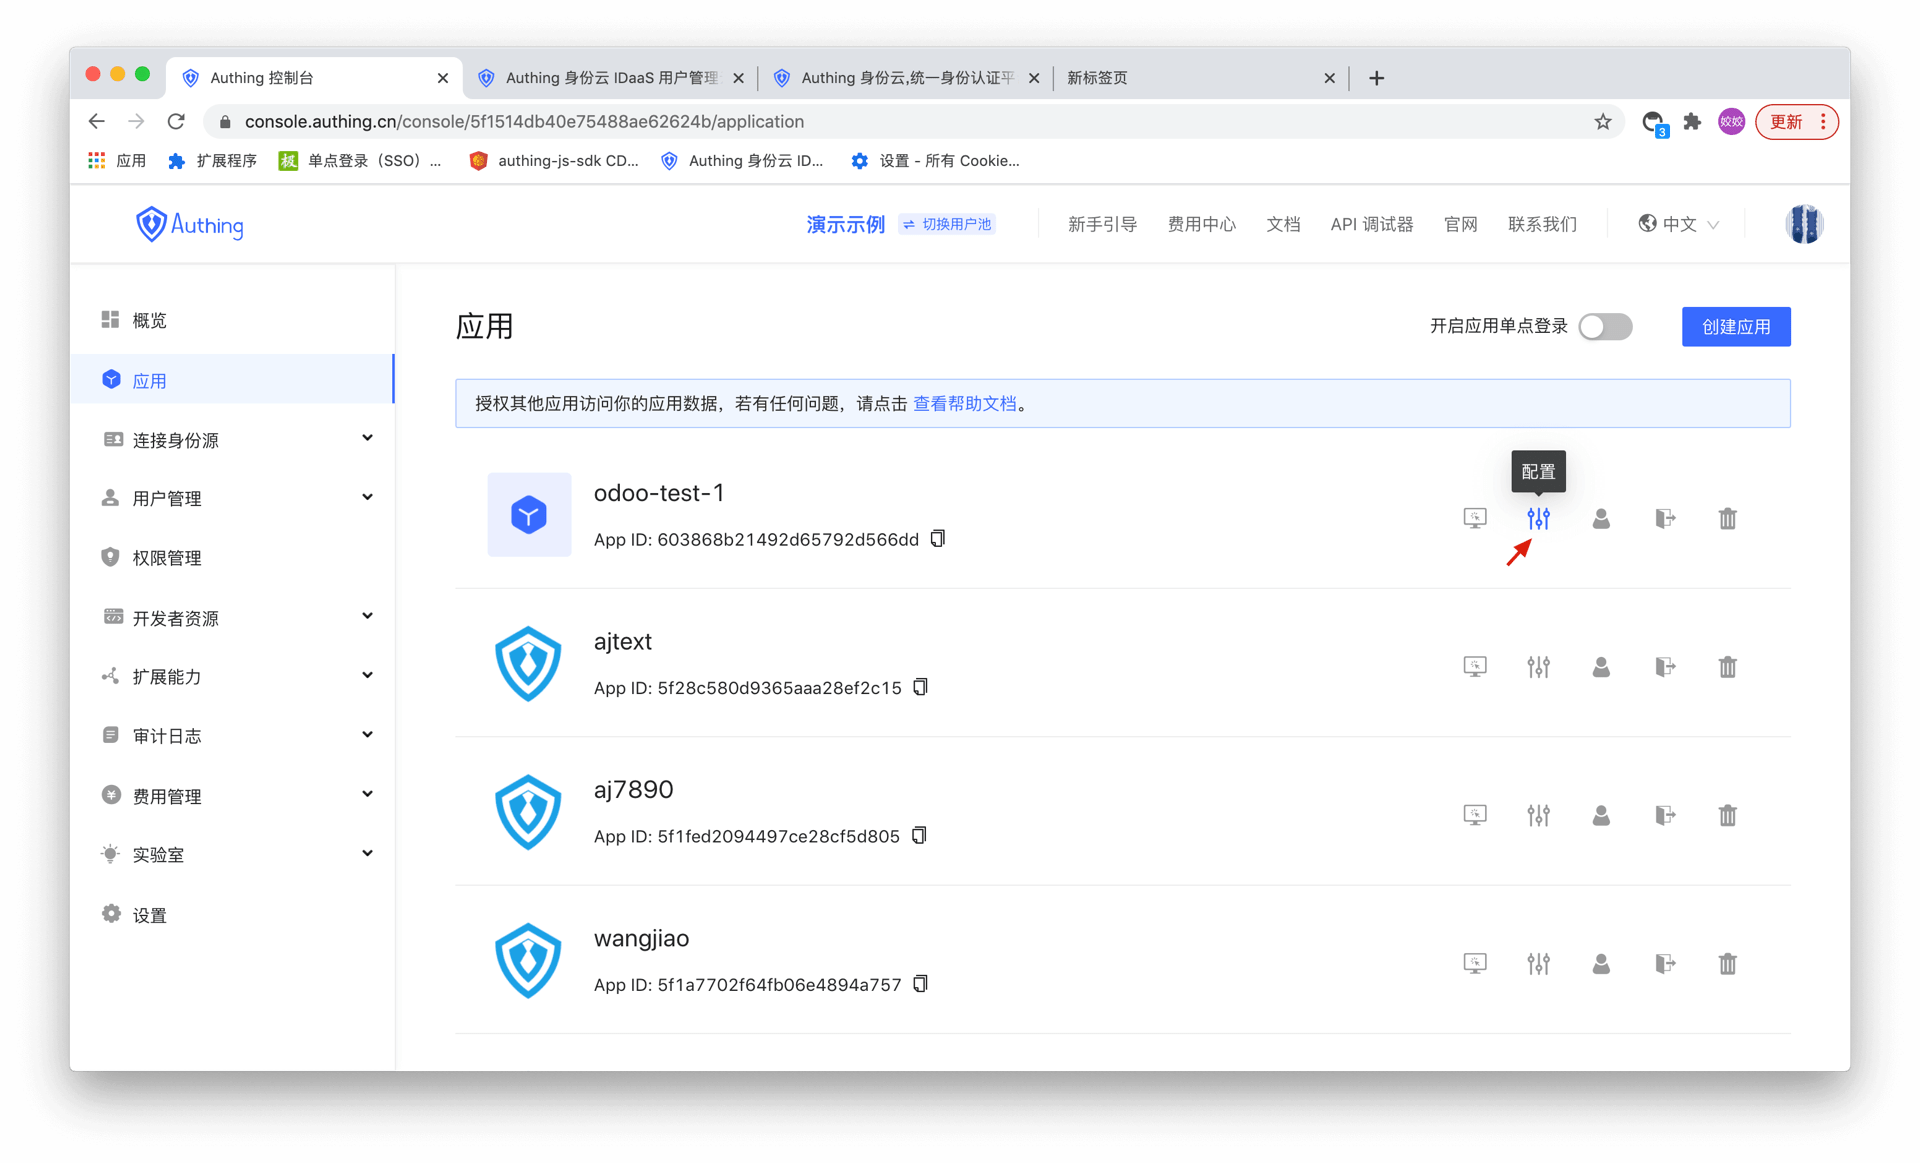 Authing 控制台
Authing 身份云 IDaaS 用户管理
Authing 身份云,统一身份认证平
新标签页
console.authing.cn/console/5f1514db40e75488ae62624b/application
3
姣姣
更新
应用
扩展程序
极
单点登录（SSO）...
authing-js-sdk CD...
Authing 身份云 ID...
设置 - 所有 Cookie...
Authing
演示示例
切换用户池
新手引导
费用中心
文档
API 调试器
官网
联系我们
中文
概览
应用
连接身份源
用户管理
权限管理
开发者资源
扩展能力
审计日志
费用管理
实验室
设置
应用
开启应用单点登录
创建应用
授权其他应用访问你的应用数据，若有任何问题，请点击 查看帮助文档。
配置
odoo-test-1
App ID: 603868b21492d65792d566dd
ajtext
App ID: 5f28c580d9365aaa28ef2c15
aj7890
App ID: 5f1fed2094497ce28cf5d805
wangjiao
App ID: 5f1a7702f64fb06e4894a757